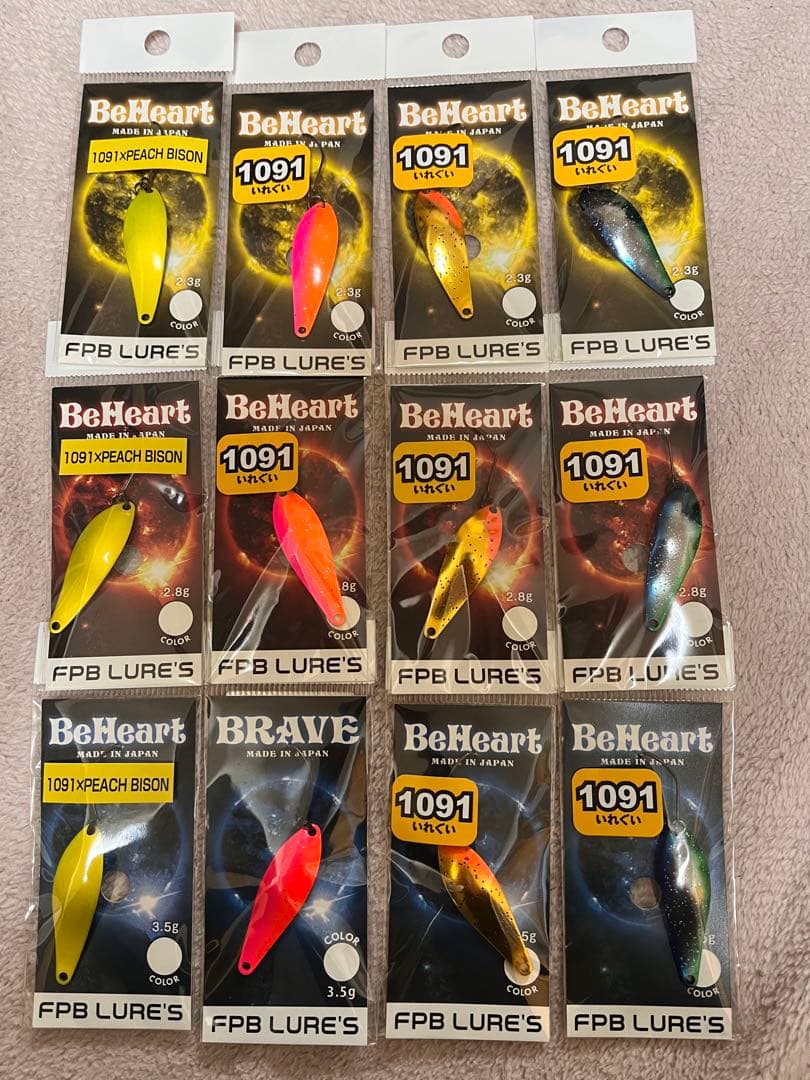 BeHeart
MADE IN JAPAN
1091×PEACH BISON
2.3g
COLOR
FPB LURE'S
BeHeart
MADE IN JAPAN
1091
いれぐい
2.3g
COLOR
FPB LURE'S
BeHeart
MADE IN JAPAN
1091
いれぐい
2.3g
COLOR
FPB LURE'S
BeHeart
MADE IN JAPAN
1091
いれぐい
2.3g
COLOR
FPB LURE'S
BeHeart
MADE IN JAPAN
1091×PEACH BISON
2.8g
COLOR
FPB LURE'S
BeHeart
MADE IN JAPAN
1091
いれぐい
8g
COLOR
FPB LURE'S
BeHeart
MADE IN JAPAN
1091
いれぐい
2.8g
COLOR
FPB LURE'S
BeHeart
MADE IN JAPAN
1091
いれぐい
2.8g
COLOR
FPB LURE'S
BeHeart
MADE IN JAPAN
1091×PEACH BISON
3.5g
COLOR
FPB LURE'S
BRAVE
MADE IN JAPAN
COLOR
3.5g
FPB LURE'S
BeHeart
MADE IN JAPAN
1091
いれぐい
5g
COLOR
FPB LURE'S
BeHeart
MADE IN JAPAN
1091
いれぐい
COLOR
FPB LURE'S